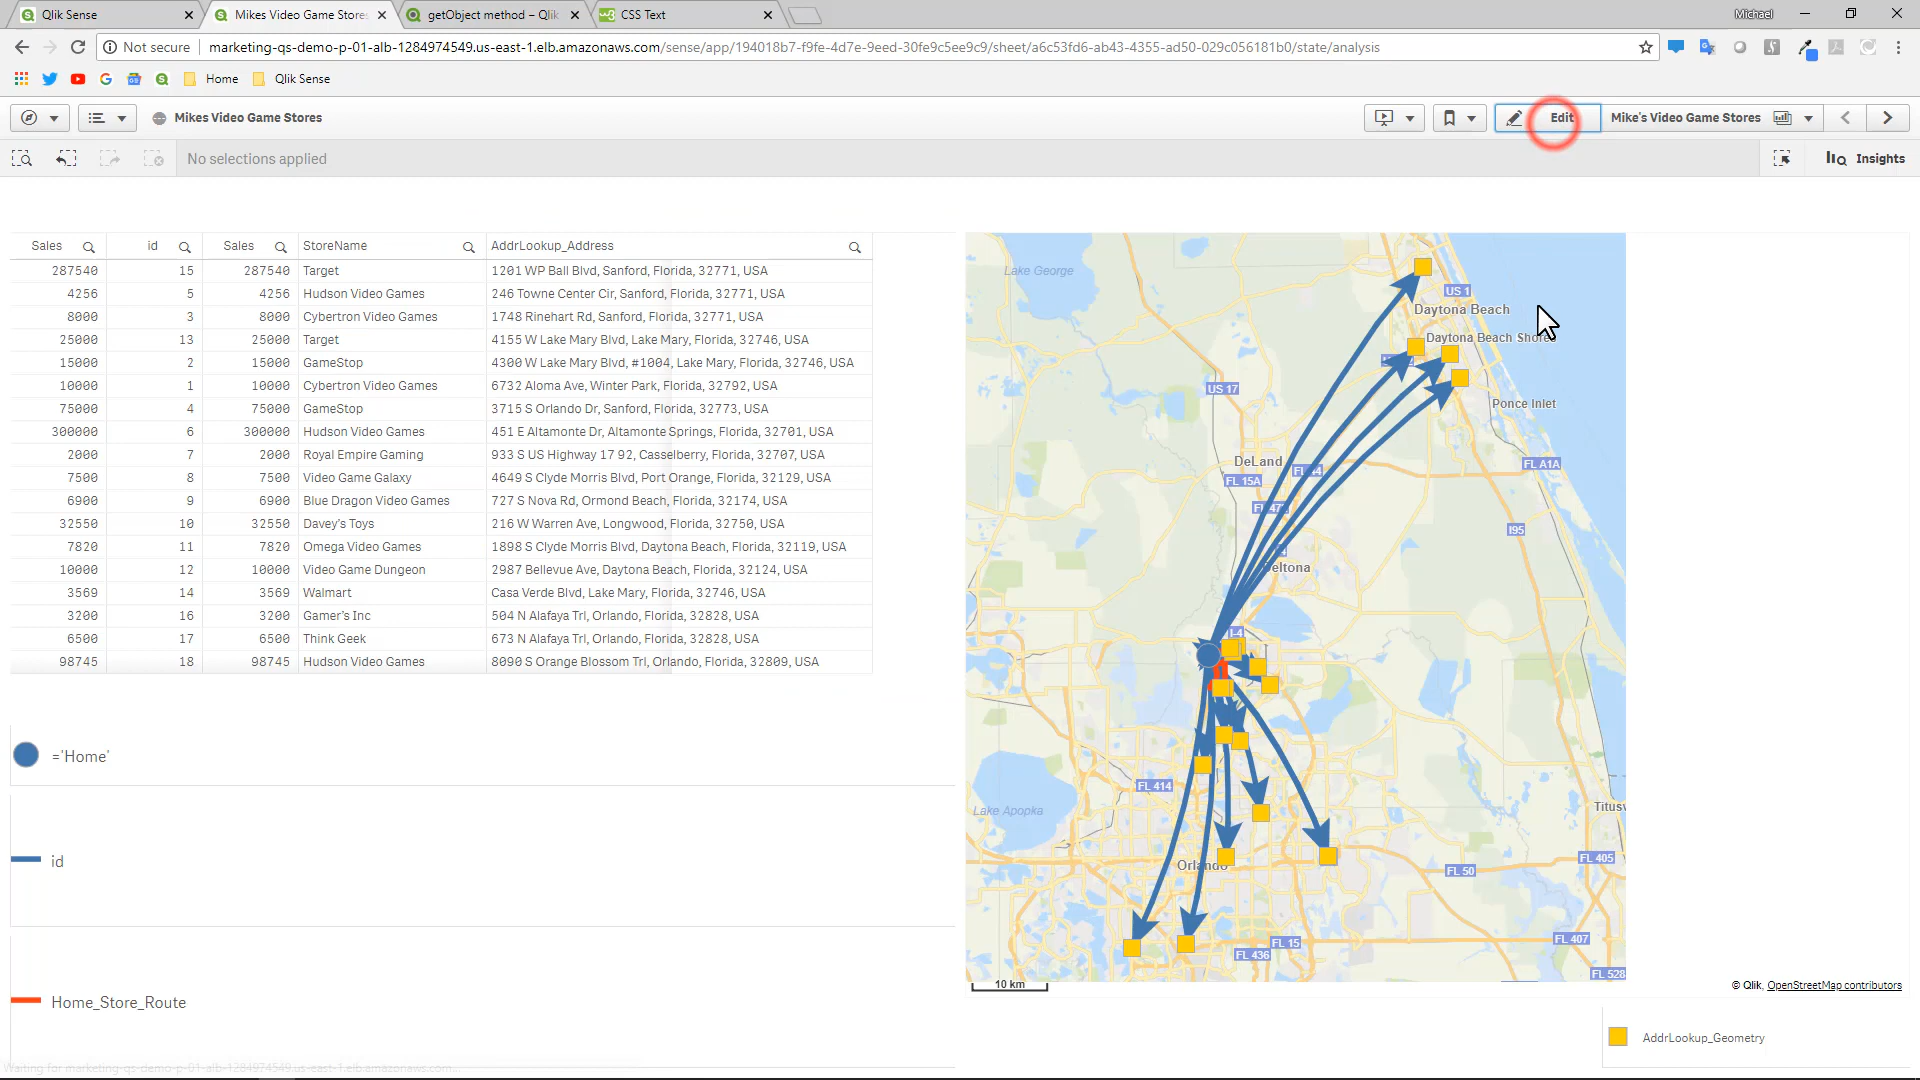 Qlik Sense
Mikes Video Game Stores
getObject method – Qlik
CSS Text
Michael
Not secure
marketing-qs-demo-p-01-alb-1284974549.us-east-1.elb.amazonaws.com/sense/app/194018b7-f9fe-4d7e-9eed-30fe9c5ee9c9/sheet/a6c53fd6-ab43-4355-ad50-029c056181b0/state/analysis
Home
Qlik Sense
Mikes Video Game Stores
Edit
Mike's Video Game Stores
No selections applied
Insights
Sales id Sales StoreName AddrLookup_Address
287540 15 287540 Target 1201 WP Ball Blvd, Sanford, Florida, 32771, USA
4256 5 4256 Hudson Video Games 246 Towne Center Cir, Sanford, Florida, 32771, USA
8000 3 8000 Cybertron Video Games 1748 Rinehart Rd, Sanford, Florida, 32771, USA
25000 13 25000 Target 4155 W Lake Mary Blvd, Lake Mary, Florida, 32746, USA
15000 2 15000 GameStop 4300 W Lake Mary Blvd, #1004, Lake Mary, Florida, 32746, USA
10000 1 10000 Cybertron Video Games 6732 Aloma Ave, Winter Park, Florida, 32792, USA
75000 4 75000 GameStop 3715 S Orlando Dr, Sanford, Florida, 32773, USA
300000 6 300000 Hudson Video Games 451 E Altamonte Dr, Altamonte Springs, Florida, 32701, USA
2000 7 2000 Royal Empire Gaming 933 S US Highway 17 92, Casselberry, Florida, 32707, USA
7500 8 7500 Video Game Galaxy 4649 S Clyde Morris Blvd, Port Orange, Florida, 32129, USA
6900 9 6900 Blue Dragon Video Games 727 S Nova Rd, Ormond Beach, Florida, 32174, USA
32550 10 32550 Davey's Toys 216 W Warren Ave, Longwood, Florida, 32750, USA
7820 11 7820 Omega Video Games 1898 S Clyde Morris Blvd, Daytona Beach, Florida, 32119, USA
10000 12 10000 Video Game Dungeon 2987 Bellevue Ave, Daytona Beach, Florida, 32124, USA
3569 14 3569 Walmart Casa Verde Blvd, Lake Mary, Florida, 32746, USA
3200 16 3200 Gamer's Inc 504 N Alafaya Trl, Orlando, Florida, 32828, USA
6500 17 6500 Think Geek 673 N Alafaya Trl, Orlando, Florida, 32828, USA
98745 18 98745 Hudson Video Games 8090 S Orange Blossom Trl, Orlando, Florida, 32809, USA
='Home'
id
Home_Store_Route
Lake George
US 1
Daytona Beach
Daytona Beach Shores
US 17
Ponce Inlet
DeLand
FL A1A
FL 15A
I95
Deltona
I-4
FL 414
Lake Apopka
Titus
Orlando
FL 405
FL 50
FL 407
FL 15
FL 436
FL 528
10 km
© Qlik, OpenStreetMap contributors
AddrLookup_Geometry
Waiting for marketing-qs-demo-p-01-alb-1284974549.us-east-1.elb.amazonaws.com...